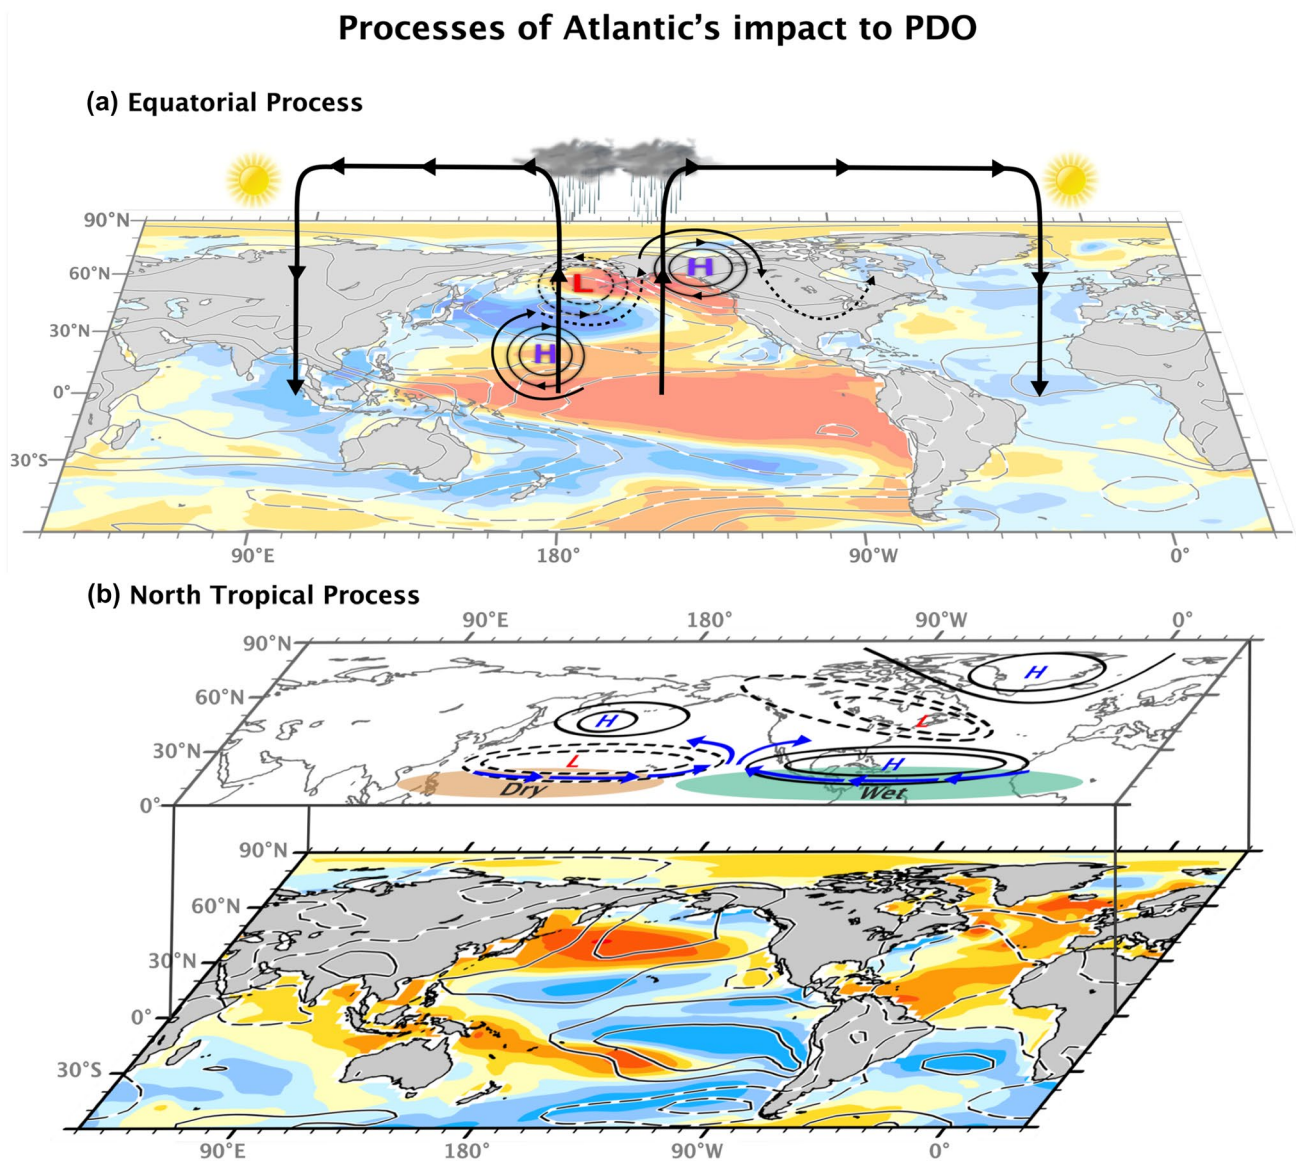 Processes of Atlantic's impact to PDO
(a) Equatorial Process
90°N
60°N
H
L
30°N
H
0°
30°S
90°E 180° 90°W 0°
(b) North Tropical Process
90°E 180° 90°W 0°
90°N
H
60°N
H L
30°N
L H
Dry Wet
0°
90°N
60°N
30°N
0°
30°S
90°E 180° 90°W 0°